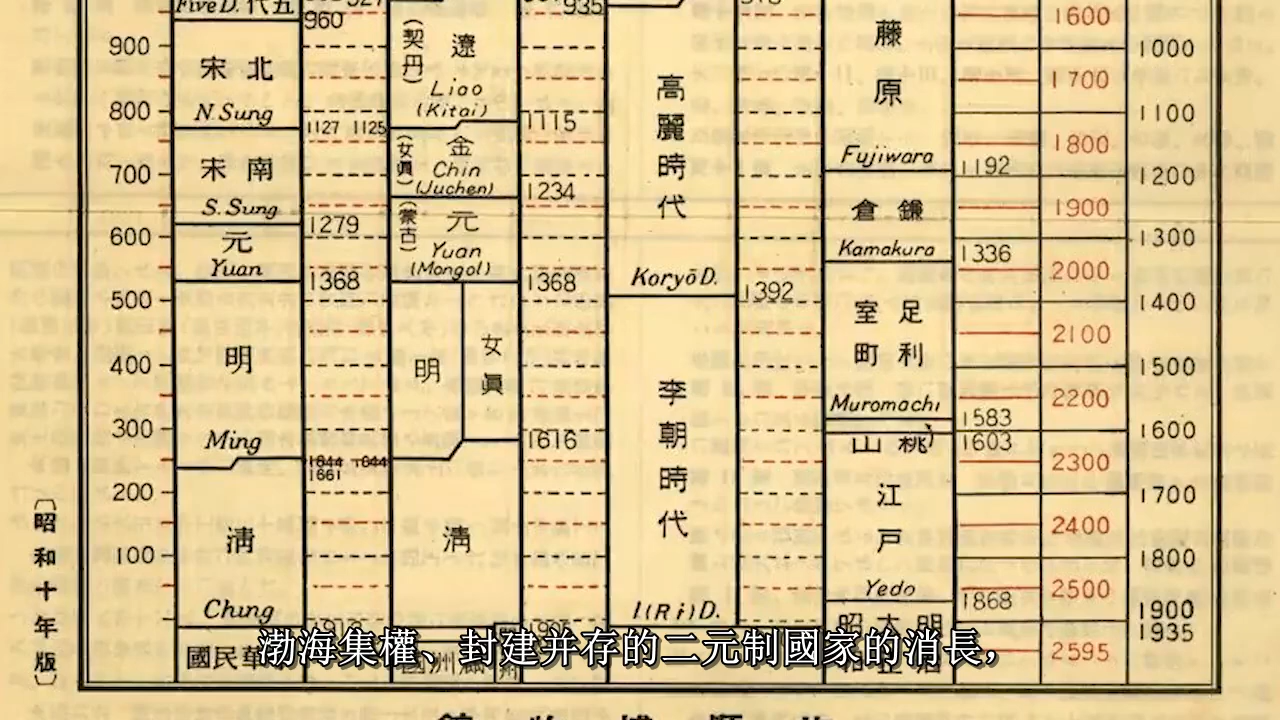 Five D. 五代
960
935
北宋
N. Sung
1127
1125
南宋
S. Sung
1279
元
Yuan
1368
明
Ming
1644
1644
1661
清
Ching
900
800
700
600
500
400
300
200
100
(契丹)
遼
Liao
(Kitai)
1115
(女眞)
金
Chin
(Juchen)
1234
(蒙古)
元
Yuan
(Mongol)
1368
明
女眞
1616
清
高麗時代
Koryō D.
1392
李朝時代
I (Ri) D.
藤原
Fujiwara
1192
鎌倉
Kamakura
1336
足利
室町
Muromachi
1583
桃山
1603
江戸
Yedo
1868
1600
1700
1800
1900
2000
2100
2200
2300
2400
2500
2595
1000
1100
1200
1300
1400
1500
1600
1700
1800
1900
1935
〔昭和十年版〕
渤海集權、封建并存的二元制國家的消長，